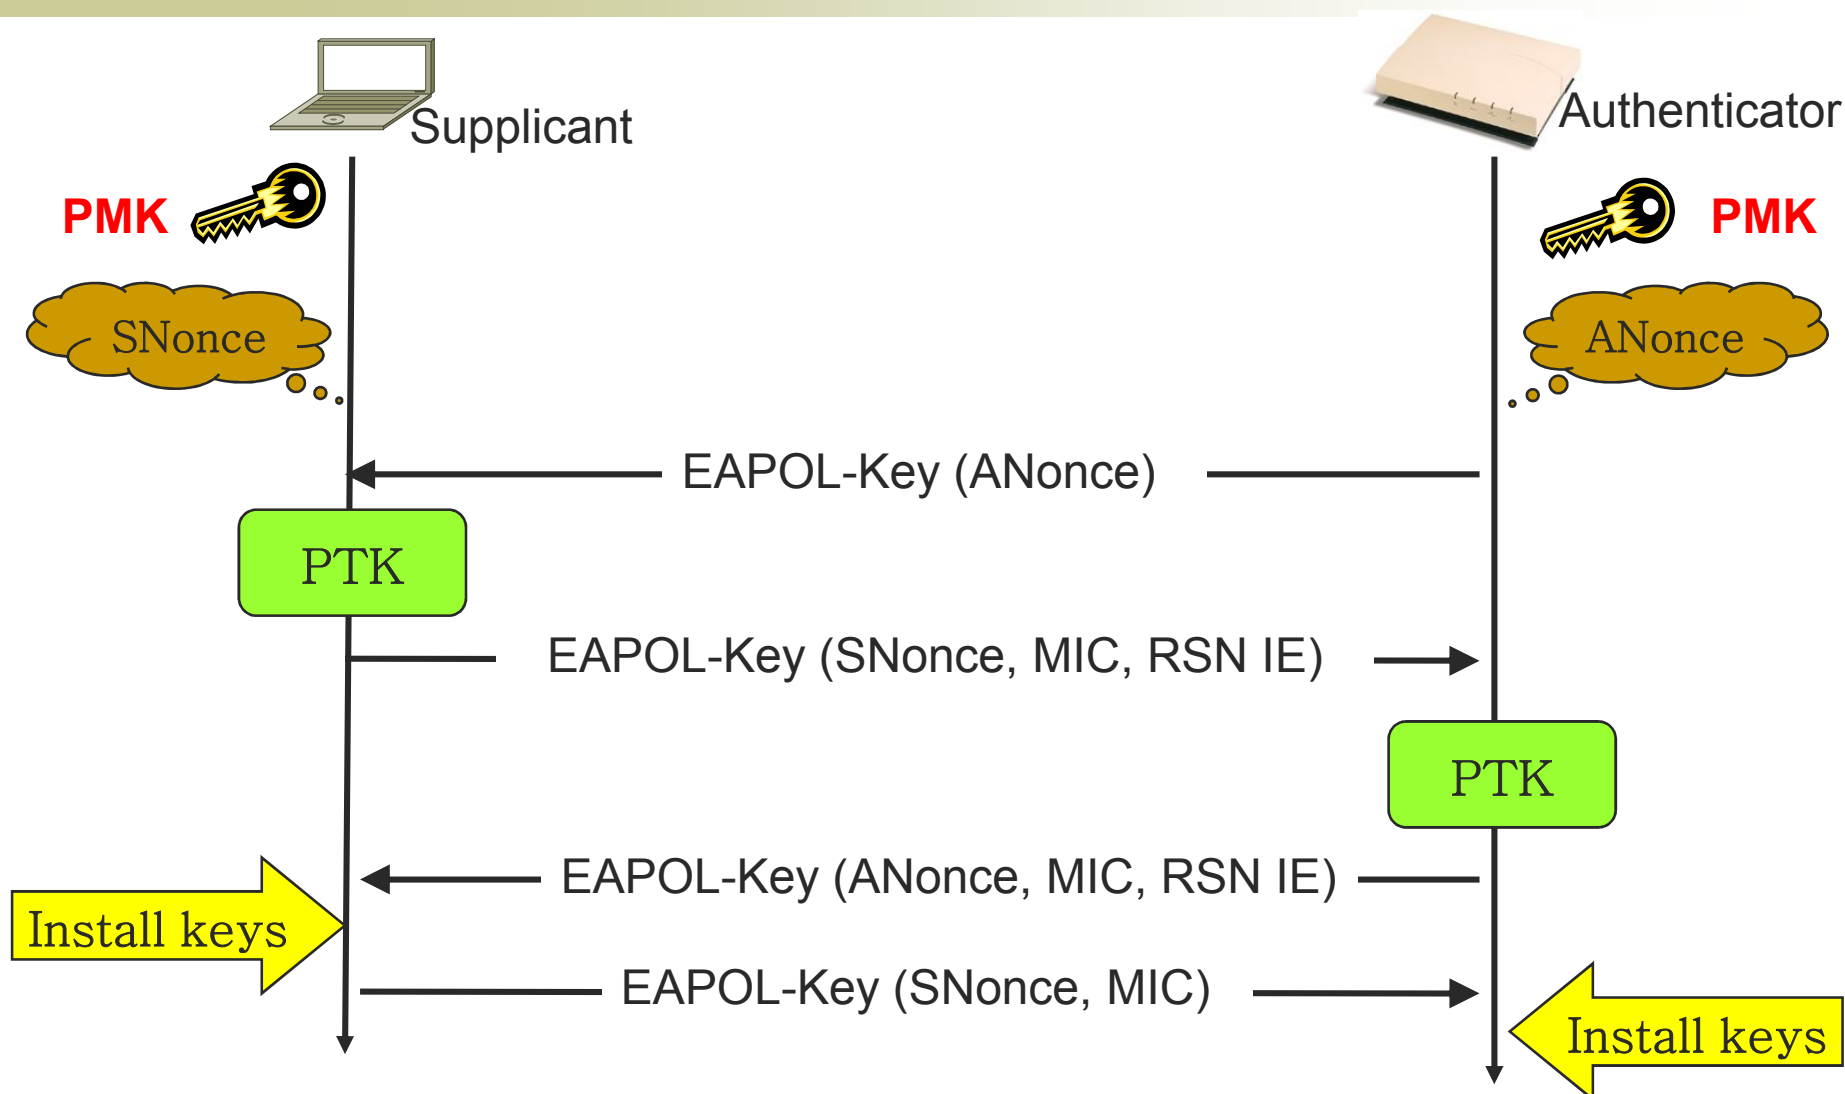 Supplicant
Authenticator
PMK
PMK
SNonce
ANonce
EAPOL-Key (ANonce)
PTK
EAPOL-Key (SNonce, MIC, RSN IE)
PTK
EAPOL-Key (ANonce, MIC, RSN IE)
Install keys
EAPOL-Key (SNonce, MIC)
Install keys